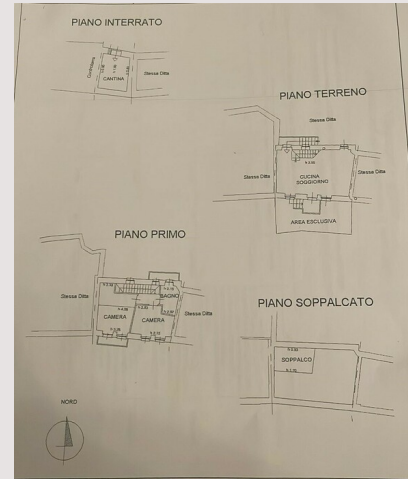 PIANO INTERRATO
CANTINA
Stessa Ditta
PIANO TERRENO
Stessa Ditta
Stessa Ditta
CUCINA
SOGGIORNO
Stessa Ditta
AREA ESCLUSIVA
PIANO PRIMO
Stessa Ditta
BAGNO
CAMERA
CAMERA
Stessa Ditta
PIANO SOPPALCATO
SOPPALCO
NORD